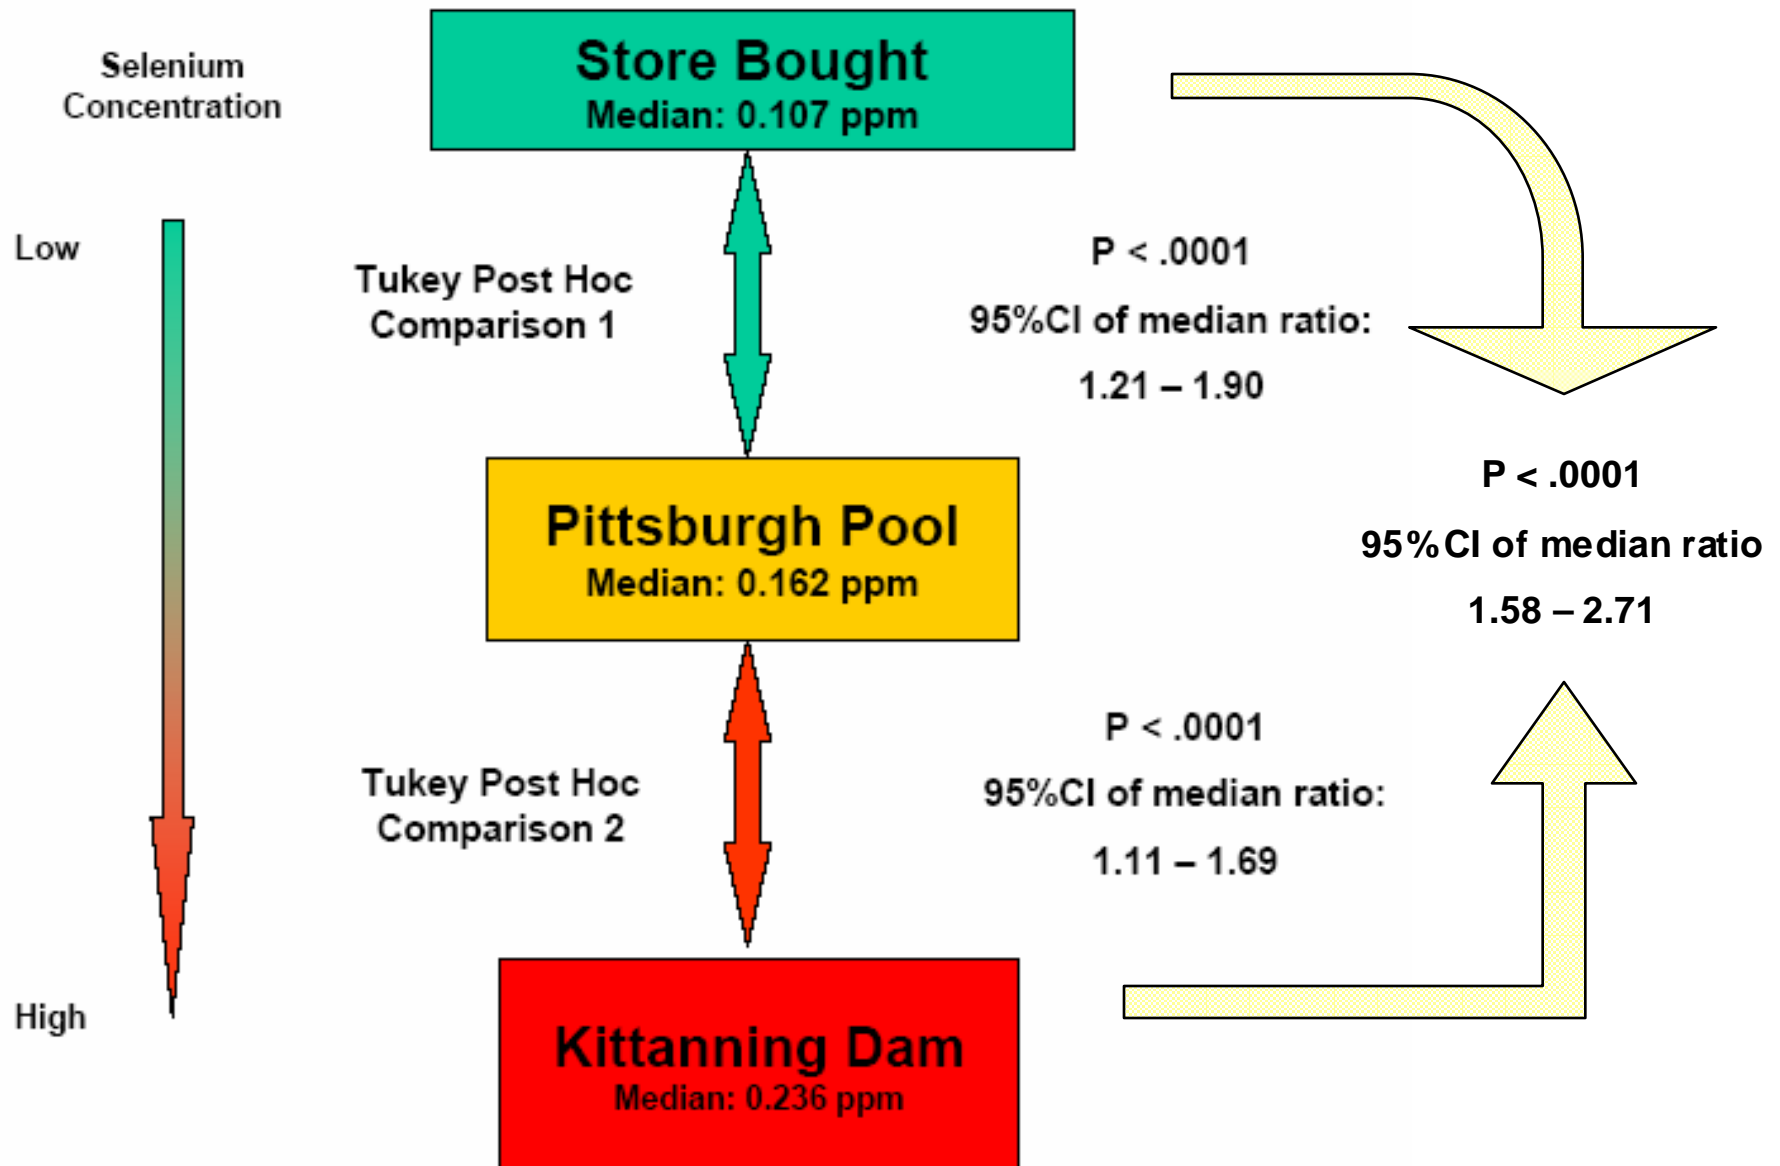 Selenium
Concentration
Store Bought
Median: 0.107 ppm
Low
Tukey Post Hoc
Comparison 1
P < .0001
95%CI of median ratio:
1.21 – 1.90
Pittsburgh Pool
Median: 0.162 ppm
P < .0001
95%CI of median ratio
1.58 – 2.71
Tukey Post Hoc
Comparison 2
P < .0001
95%CI of median ratio:
1.11 – 1.69
High
Kittanning Dam
Median: 0.236 ppm